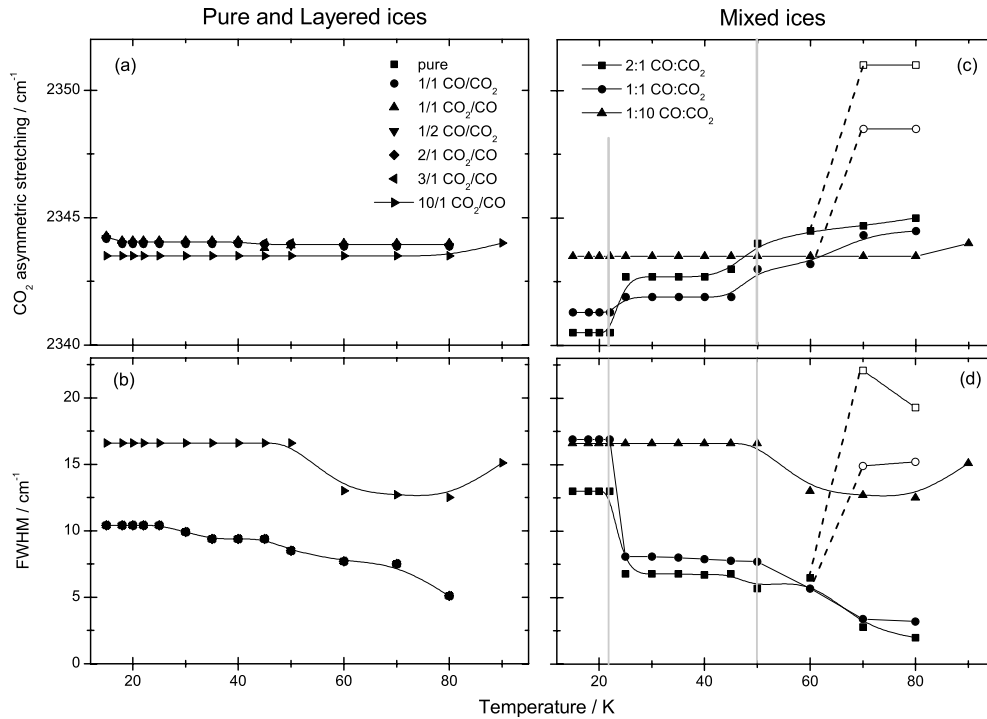 Pure and Layered ices
Mixed ices
(a)
pure
1/1 CO/CO₂
1/1 CO₂/CO
1/2 CO/CO₂
2/1 CO₂/CO
3/1 CO₂/CO
10/1 CO₂/CO
2350
2345
2340
CO₂ asymmetric stretching / cm⁻¹
(c)
2:1 CO:CO₂
1:1 CO:CO₂
1:10 CO:CO₂
(b)
20
15
10
5
0
FWHM / cm⁻¹
20
40
60
80
(d)
20
40
60
80
Temperature / K